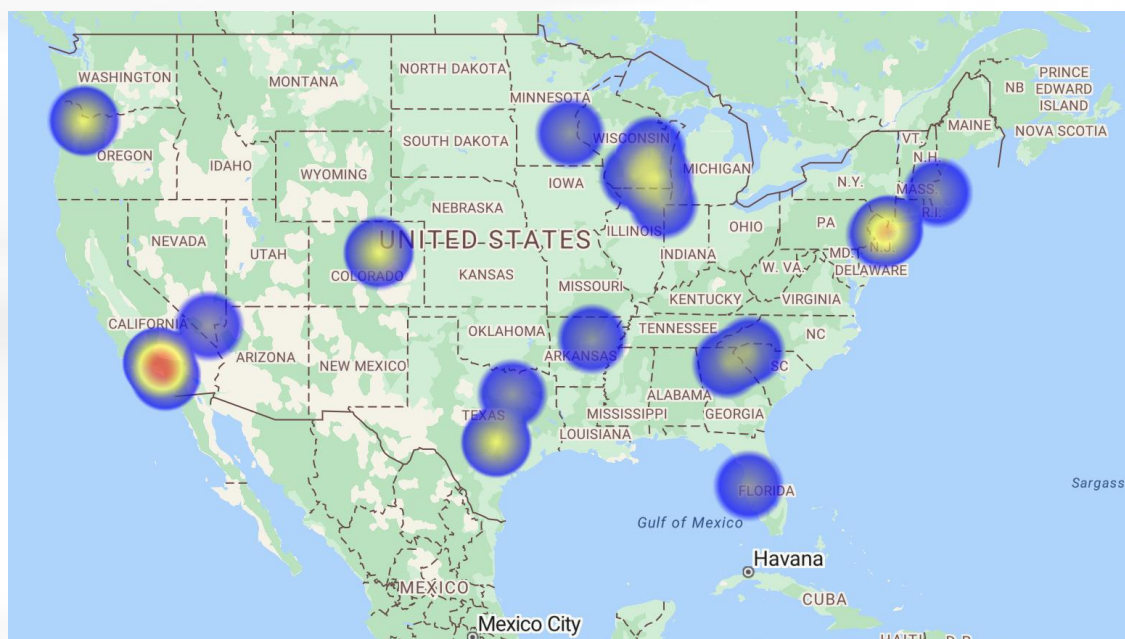 WASHINGTON
MONTANA
NORTH DAKOTA
MINNESOTA
SOUTH DAKOTA
WISCONSIN
MICHIGAN
VT.
N.H.
MAINE
NB
PRINCE
EDWARD
ISLAND
NOVA SCOTIA
OREGON
IDAHO
WYOMING
IOWA
N.Y.
MASS.
R.I.
NEBRASKA
NEVADA
UTAH
COLORADO
UNITED STATES
KANSAS
ILLINOIS
INDIANA
OHIO
PA
N.J.
MD.
DELAWARE
W. VA.
MISSOURI
KENTUCKY
VIRGINIA
CALIFORNIA
ARIZONA
NEW MEXICO
OKLAHOMA
ARKANSAS
TENNESSEE
NC
SC
TEXAS
LOUISIANA
MISSISSIPPI
ALABAMA
GEORGIA
FLORIDA
Gulf of Mexico
Sargass
Havana
CUBA
MEXICO
Mexico City